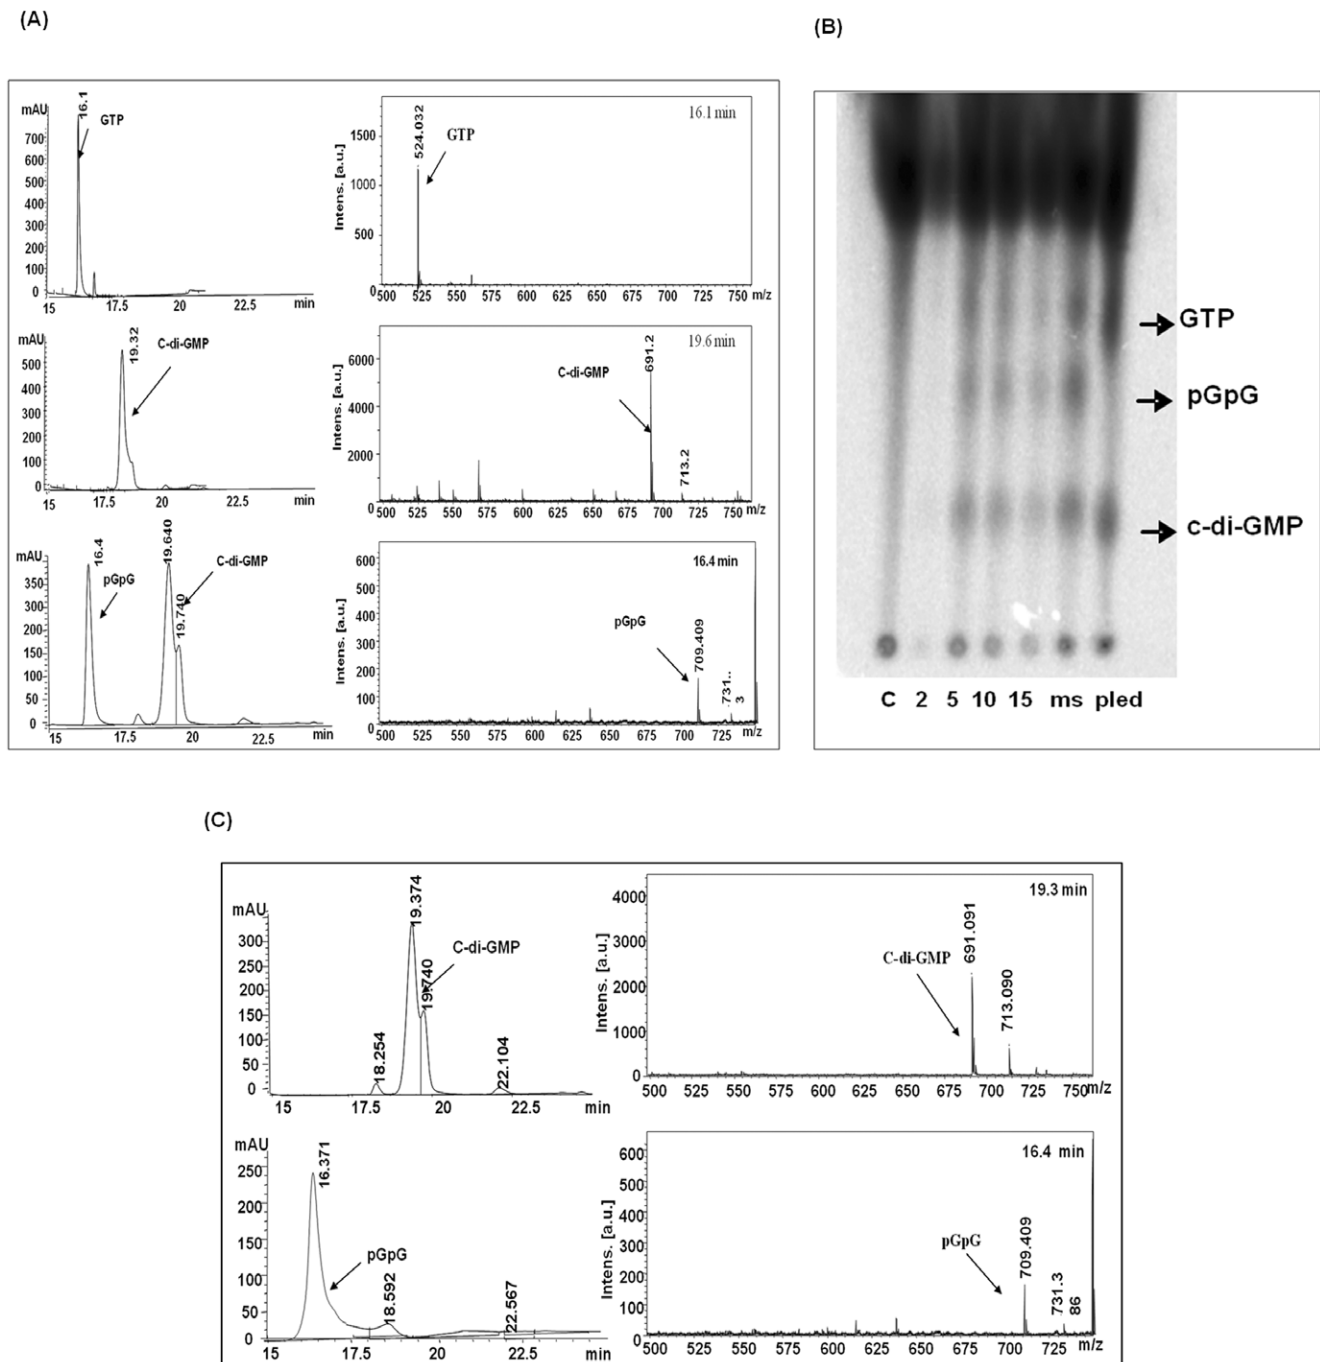 (A)
(B)
mAU
16.1
GTP
700
600
500
400
300
200
100
0
15 17.5 20 22.5 min
Intens. [a.u.]
1500
1000
500
0
524.032
GTP
16.1 min
500 525 550 575 600 625 650 675 700 725 750 m/z
mAU
19.32
C-di-GMP
500
400
300
200
100
0
15 17.5 20 22.5 min
Intens. [a.u.]
6000
4000
2000
0
C-di-GMP
691.2
713.2
19.6 min
500 525 550 575 600 625 650 675 700 725 750 m/z
mAU
16.4
pGpG
19.640
19.740
C-di-GMP
350
300
250
200
150
100
50
0
15 17.5 20 22.5 min
Intens. [a.u.]
600
500
400
300
200
100
0
pGpG
709.409
731..
3
16.4 min
500 525 550 575 600 625 650 675 700 725 750 m/z
GTP
pGpG
c-di-GMP
C 2 5 10 15 ms pled
(C)
mAU
19.374
19.740
C-di-GMP
18.254
22.104
300
250
200
150
100
50
0
15 17.5 20 22.5 min
Intens. [a.u.]
4000
3000
2000
1000
0
C-di-GMP
691.091
713.090
19.3 min
500 525 550 575 600 625 650 675 700 725 750 m/z
mAU
16.371
pGpG
18.592
22.567
250
200
150
100
50
0
15 17.5 20 22.5 min
Intens. [a.u.]
600
500
400
300
200
100
0
pGpG
709.409
731.3
86
16.4 min
500 525 550 575 600 625 650 675 700 725 750 m/z